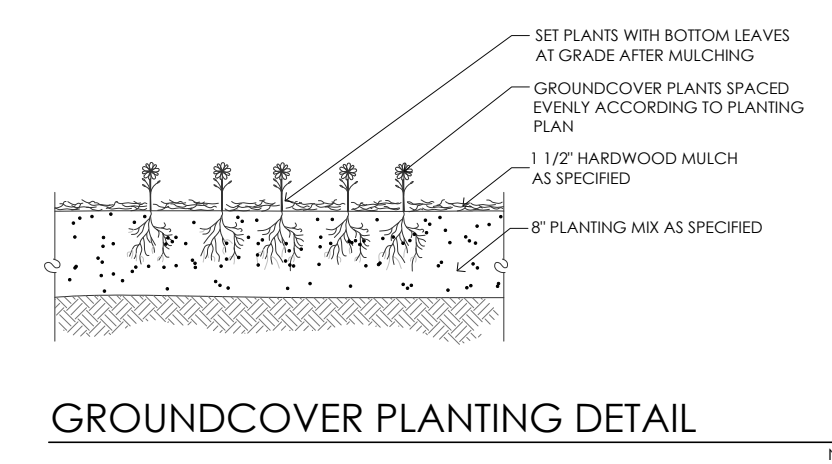 SET PLANTS WITH BOTTOM LEAVES
AT GRADE AFTER MULCHING
GROUNDCOVER PLANTS SPACED
EVENLY ACCORDING TO PLANTING
PLAN
1 1/2" HARDWOOD MULCH
AS SPECIFIED
8" PLANTING MIX AS SPECIFIED
GROUNDCOVER PLANTING DETAIL